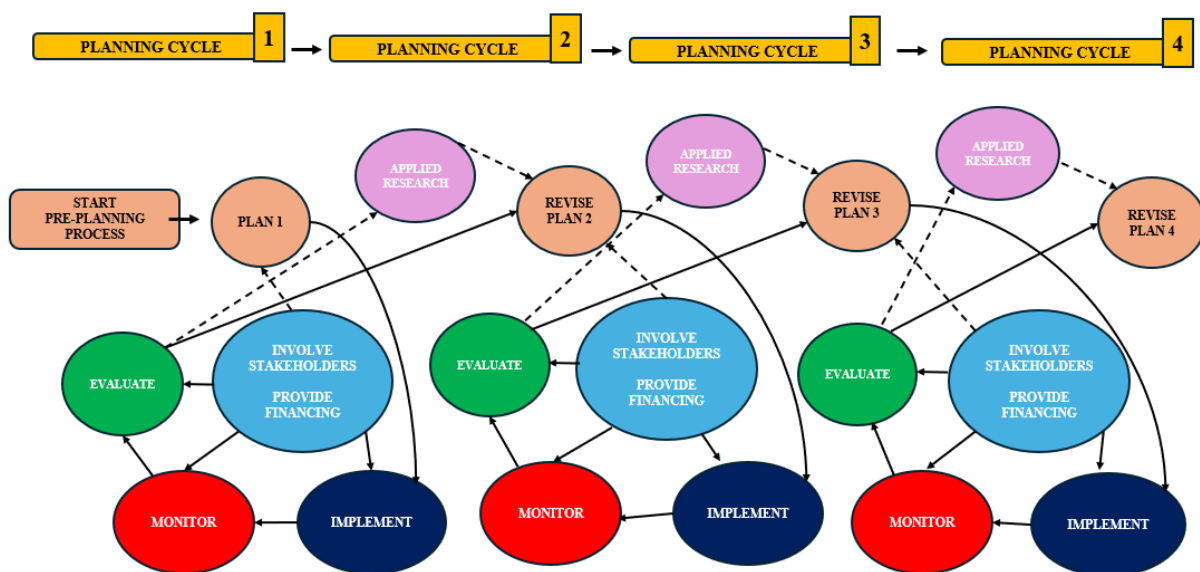 PLANNING CYCLE
1
PLANNING CYCLE
2
PLANNING CYCLE
3
PLANNING CYCLE
4
START
PRE-PLANNING
PROCESS
PLAN 1
APPLIED
RESEARCH
REVISE
PLAN 2
APPLIED
RESEARCH
REVISE
PLAN 3
APPLIED
RESEARCH
REVISE
PLAN 4
EVALUATE
INVOLVE
STAKEHOLDERS
PROVIDE
FINANCING
MONITOR
IMPLEMENT
EVALUATE
INVOLVE
STAKEHOLDERS
PROVIDE
FINANCING
MONITOR
IMPLEMENT
EVALUATE
INVOLVE
STAKEHOLDERS
PROVIDE
FINANCING
MONITOR
IMPLEMENT